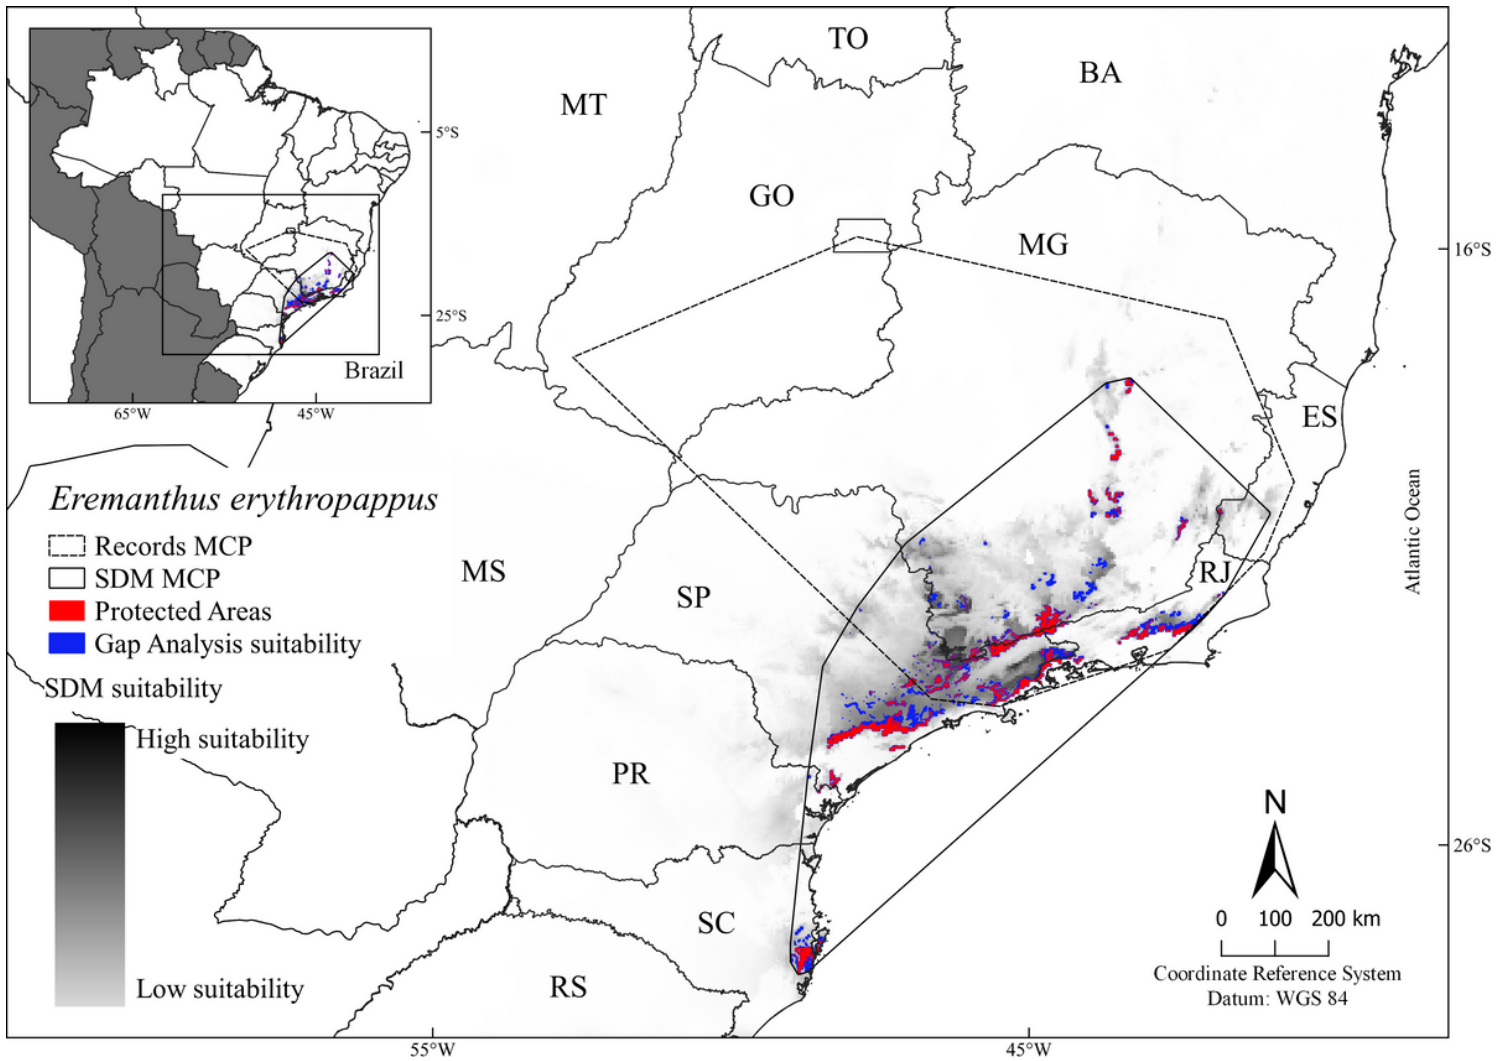 TO
BA
MT
5°S
GO
MG
16°S
25°S
Brazil
65°W
45°W
ES
Eremanthus erythropappus
Records MCP
SDM MCP
Protected Areas
Gap Analysis suitability
SDM suitability
High suitability
Low suitability
MS
SP
RJ
Atlantic Ocean
PR
SC
RS
N
26°S
0 100 200 km
Coordinate Reference System
Datum: WGS 84
55°W
45°W